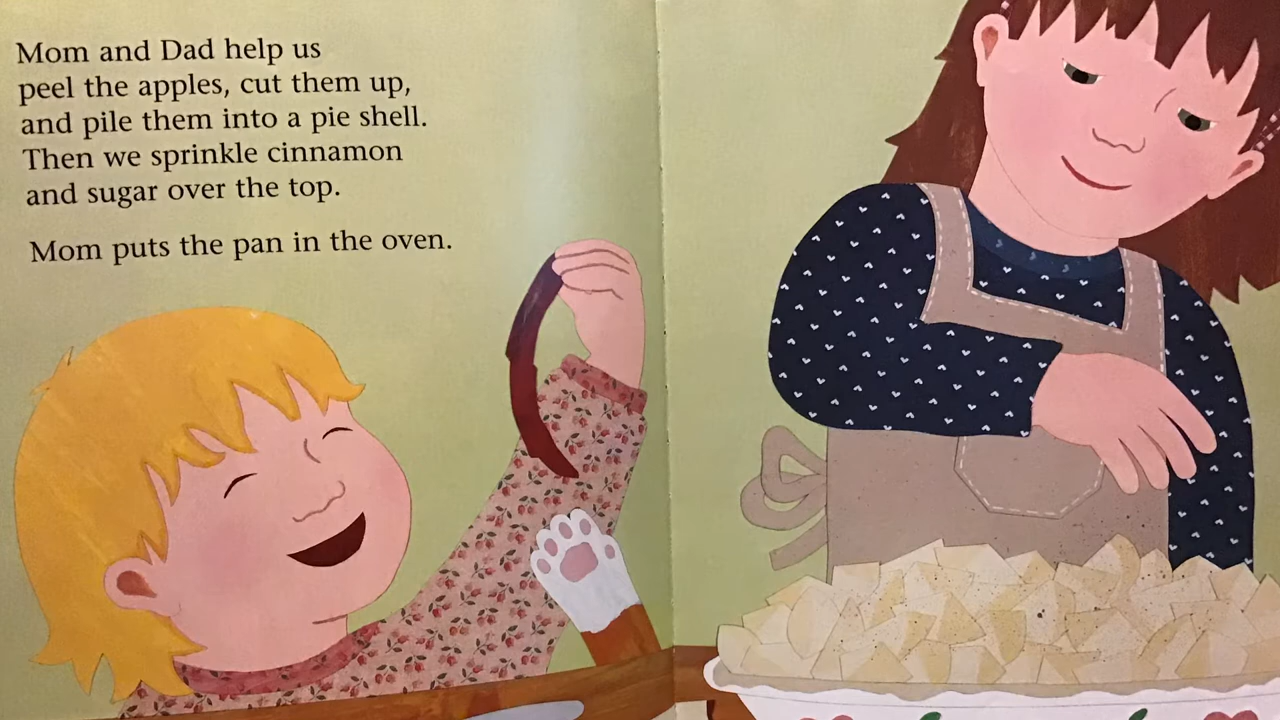 Mom and Dad help us
peel the apples, cut them up,
and pile them into a pie shell.
Then we sprinkle cinnamon
and sugar over the top.
Mom puts the pan in the oven.